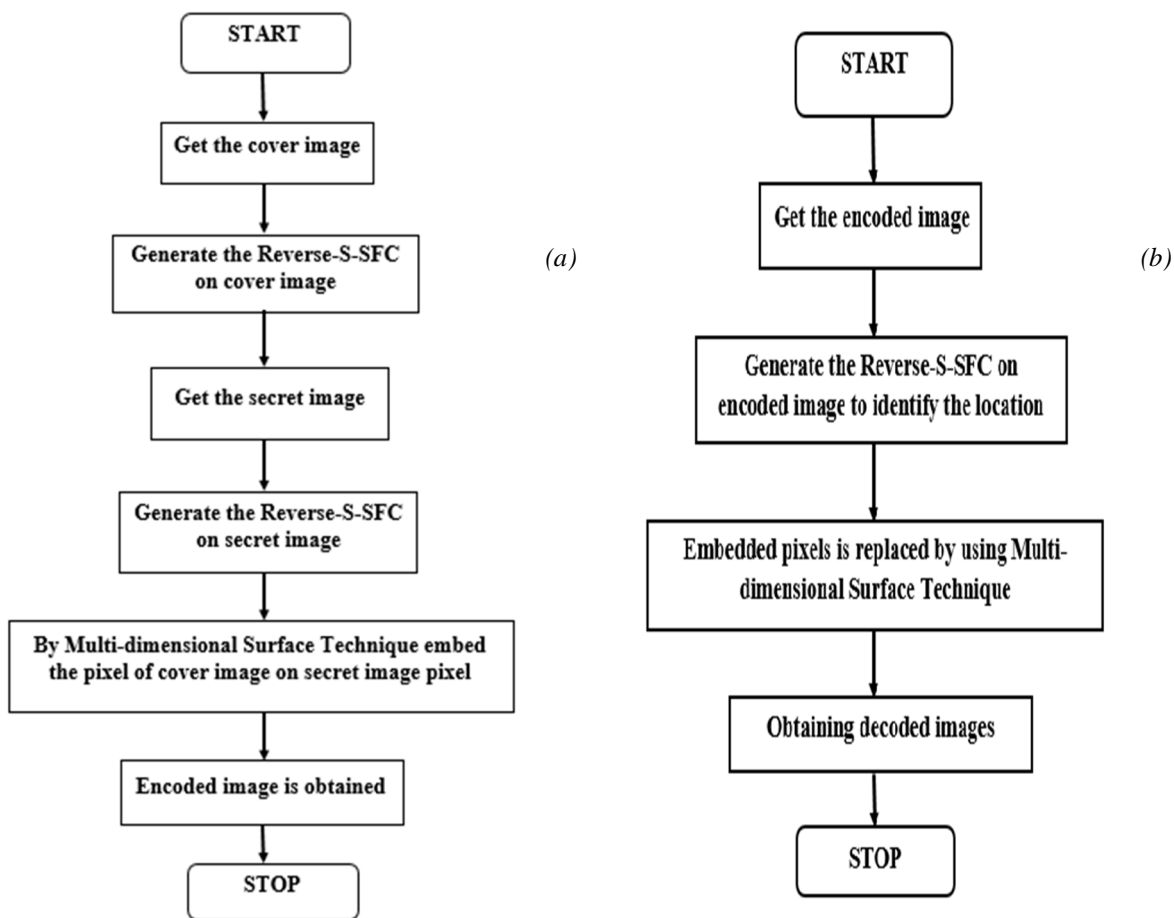 START
Get the cover image
Generate the Reverse-S-SFC
on cover image
Get the secret image
Generate the Reverse-S-SFC
on secret image
By Multi-dimensional Surface Technique embed
the pixel of cover image on secret image pixel
Encoded image is obtained
STOP
(a)
START
Get the encoded image
Generate the Reverse-S-SFC on
encoded image to identify the location
Embedded pixels is replaced by using Multi-
dimensional Surface Technique
Obtaining decoded images
STOP
(b)